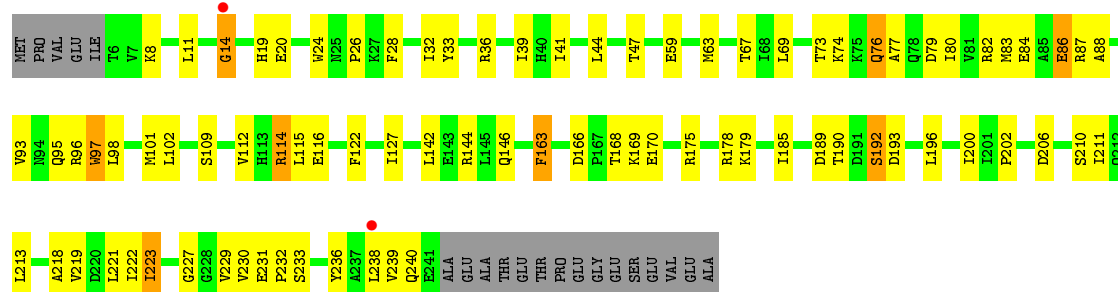 MET PRO VAL GLU ILE T6 V7 K8 L11 G14 H19 E20 W24 N25 P26 K27 F28 I32 Y33 R36 I39 H40 I41 L44 T47 E59 M63 T67 I68 L69 T73 K74 K75 Q76 A77 Q78 D79 I80 V81 R82 M83 E84 A85 E86 R87 A88
V93 N94 Q95 R96 W97 I98 M101 L102 S109 V112 H113 R114 L115 E116 F122 I127 L142 E143 R144 L145 Q146 F163 D166 P167 T168 K169 E170 R175 R178 K179 I185 D189 T190 D191 S192 D193 L196 I200 I201 P202 D206 S210 I211 S212
L213 A218 V219 D220 L221 I222 I223 G227 G228 V229 V230 E231 P232 S233 Y236 A237 L238 V239 Q240 E241 ALA GLU ALA THR GLU THR PRO GLU GLY GLU SER GLU VAL GLU ALA